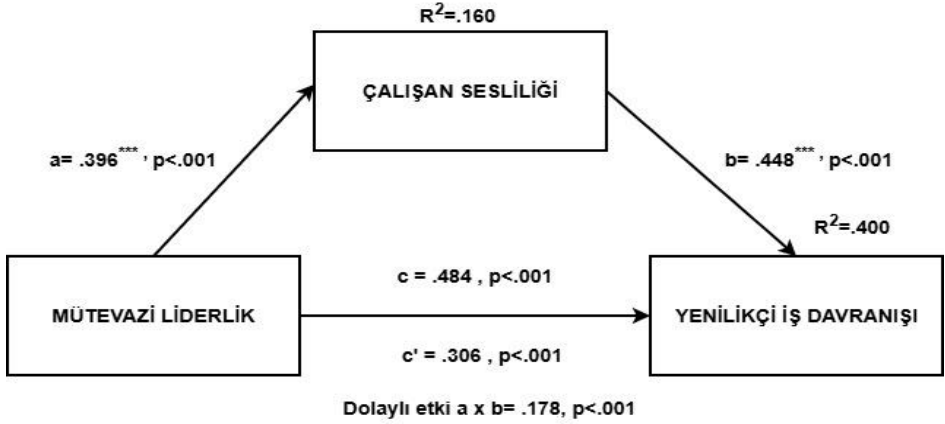 R²=.160
ÇALIŞAN SESLİLİĞİ
a= .396***, p<.001
b= .448***, p<.001
R²=.400
MÜTEVAZİ LİDERLİK
c = .484 , p<.001
YENİLİKÇİ İŞ DAVRANIŞI
c' = .306 , p<.001
Dolaylı etki a x b= .178, p<.001